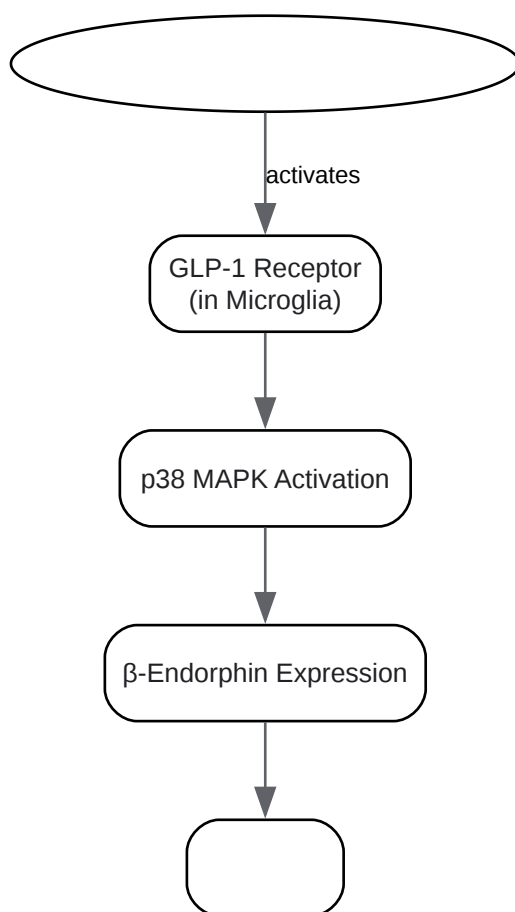 activates
GLP-1 Receptor
(in Microglia)
p38 MAPK Activation
β-Endorphin Expression